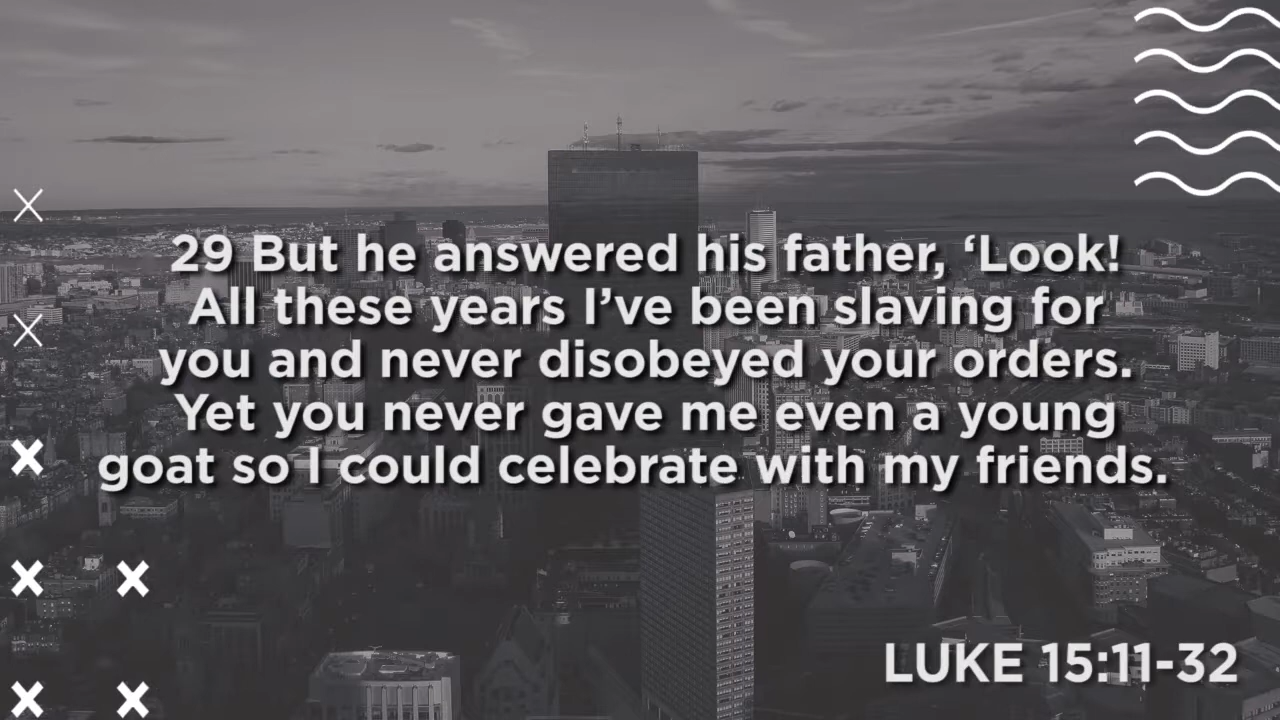 29 But he answered his father, ‘Look!
All these years I’ve been slaving for
you and never disobeyed your orders.
Yet you never gave me even a young
goat so I could celebrate with my friends.
LUKE 15:11-32